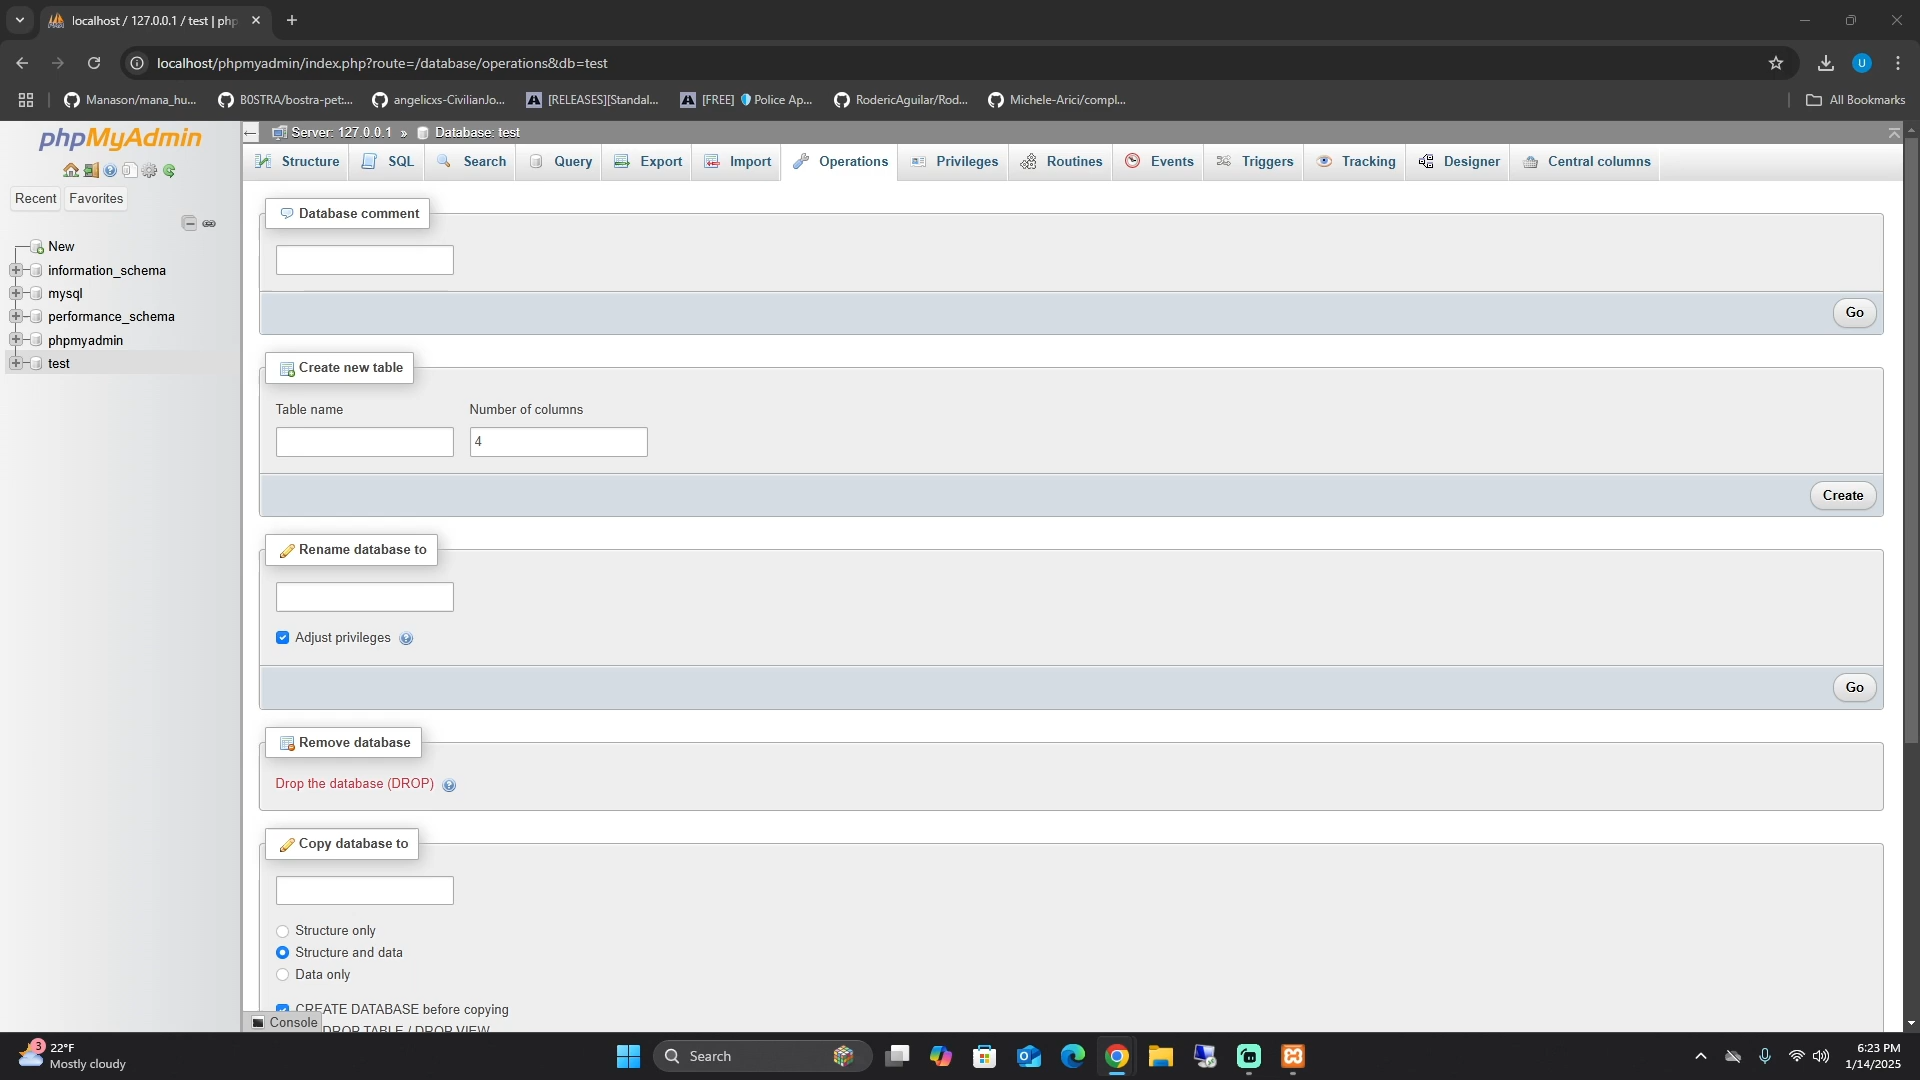 localhost / 127.0.0.1 / test | php
localhost/phpmyadmin/index.php?route=/database/operations&db=test
U
Manason/mana_hu...
B0STRA/bostra-pet:...
angelicxs-CivilianJo...
[RELEASES][Standal...
[FREE] Police Ap...
RodericAguilar/Rod...
Michele-Arici/compl...
All Bookmarks
phpMyAdmin
Recent
Favorites
New
information_schema
mysql
performance_schema
phpmyadmin
test
Server: 127.0.0.1 » Database: test
Structure
SQL
Search
Query
Export
Import
Operations
Privileges
Routines
Events
Triggers
Tracking
Designer
Central columns
Database comment
Go
Create new table
Table name
Number of columns
4
Create
Rename database to
Adjust privileges
Go
Remove database
Drop the database (DROP)
Copy database to
Structure only
Structure and data
Data only
CREATE DATABASE before copying
DROP TABLE / DROP VIEW
Console
3
22°F
Mostly cloudy
Search
6:23 PM
1/14/2025